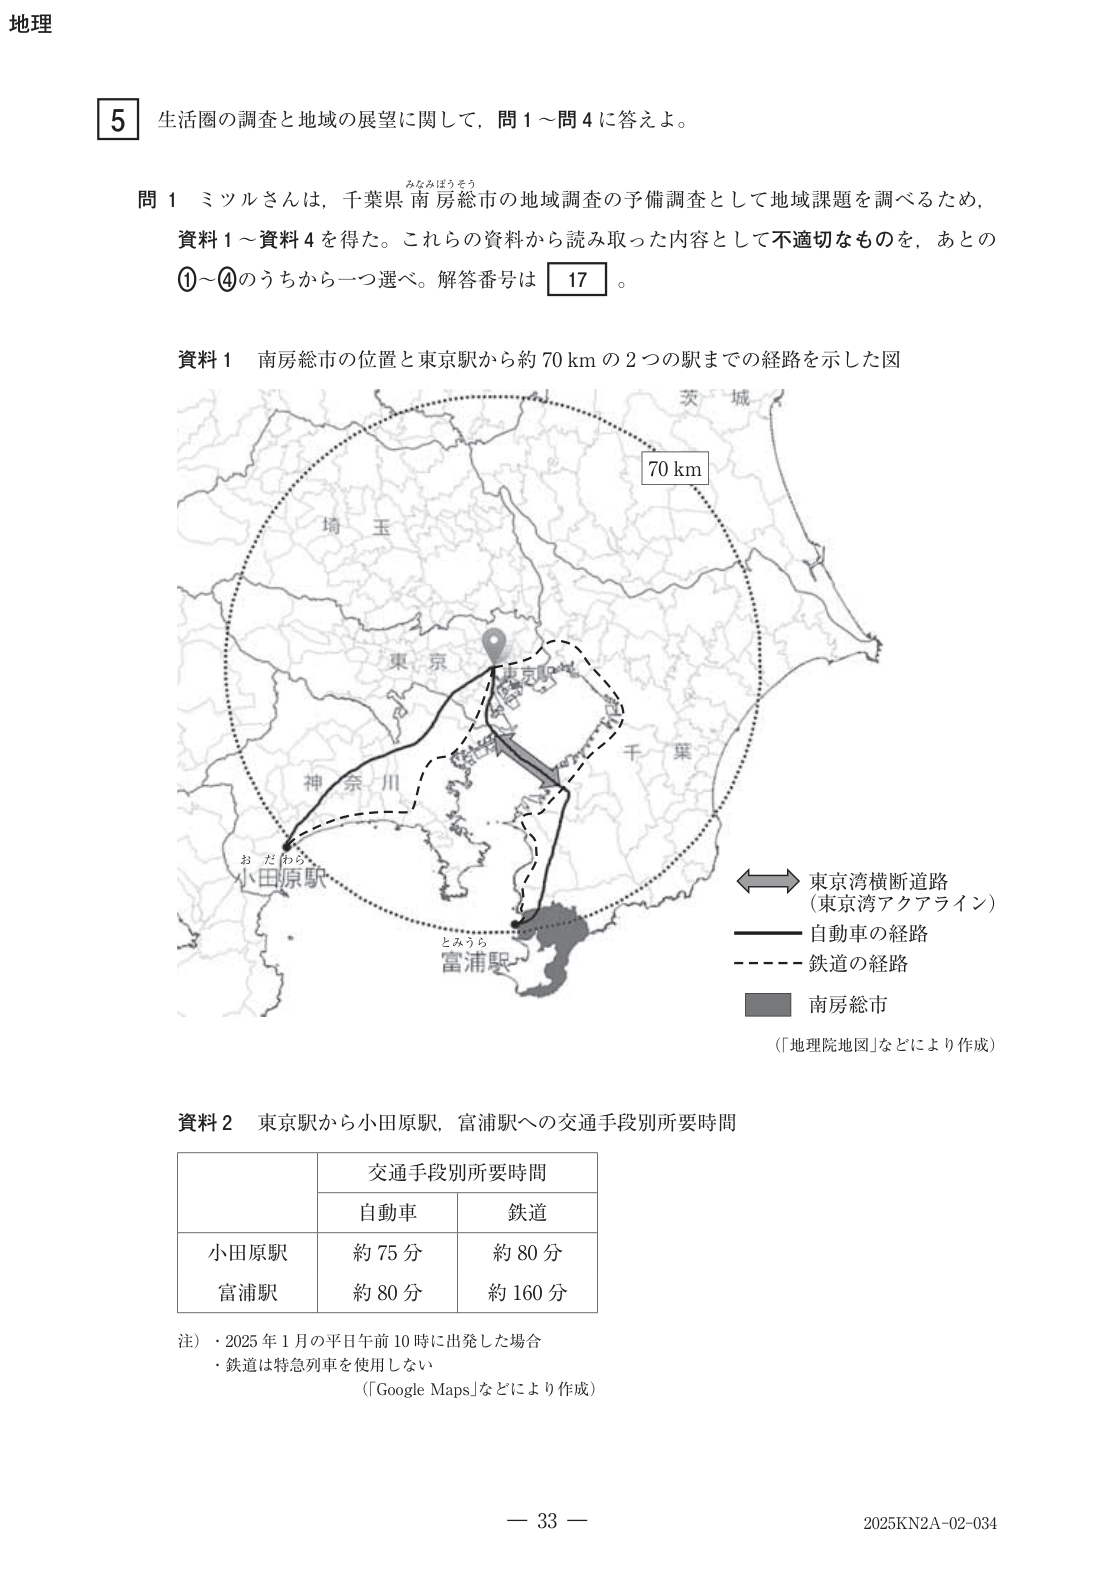 地理
5 生活圏の調査と地域の展望に関して，問1～問4に答えよ。
みなみぼうそう
問1 ミツルさんは，千葉県南房総市の地域調査の予備調査として地域課題を調べるため，
資料1～資料4を得た。これらの資料から読み取った内容として不適切なものを，あとの
①～④のうちから一つ選べ。解答番号は 17 。
資料1 南房総市の位置と東京駅から約70 kmの2つの駅までの経路を示した図
茨城
70 km
埼玉
東京
東京駅
千葉
神奈川
おだわら
小田原駅
とみうら
富浦駅
東京湾横断道路
（東京湾アクアライン）
自動車の経路
鉄道の経路
南房総市
（「地理院地図」などにより作成）
資料2 東京駅から小田原駅，富浦駅への交通手段別所要時間
交通手段別所要時間
自動車 鉄道
小田原駅 約75分 約80分
富浦駅 約80分 約160分
注）・2025年1月の平日午前10時に出発した場合
・鉄道は特急列車を使用しない
（「Google Maps」などにより作成）
— 33 —
2025KN2A-02-034